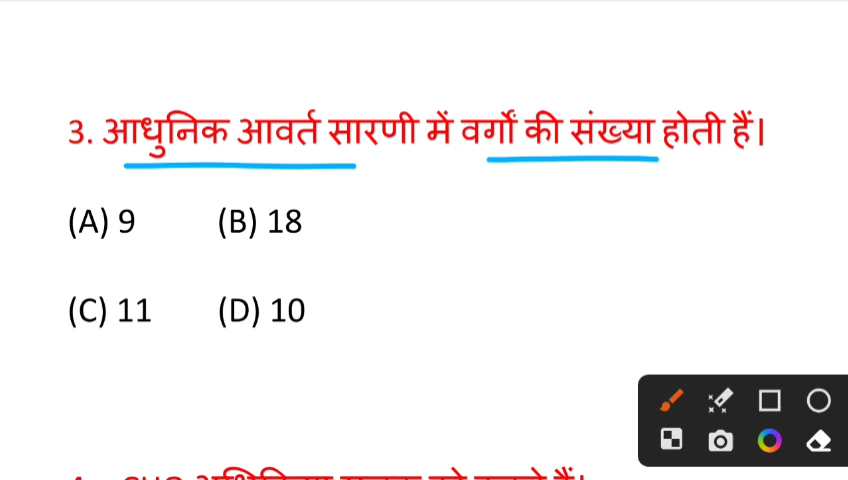 3. आधुनिक आवर्त सारणी में वर्गों की संख्या होती हैं।
(A) 9 (B) 18
(C) 11 (D) 10